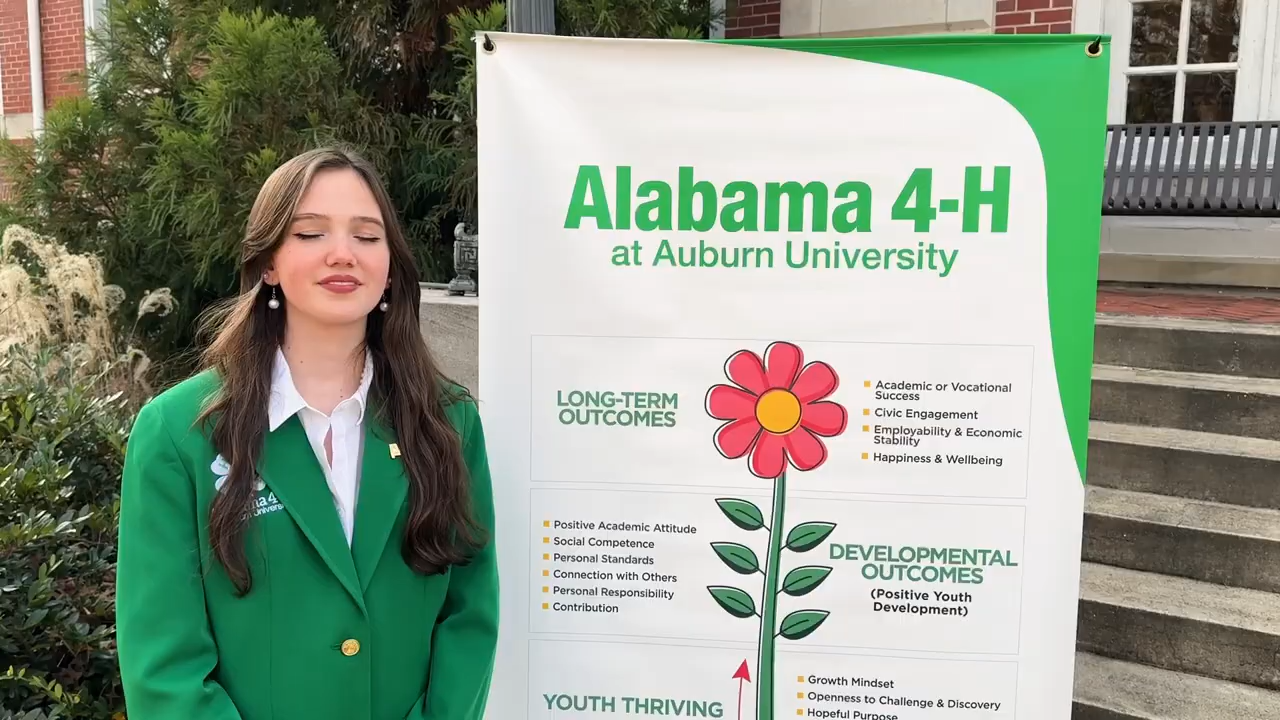 Alabama 4-H
at Auburn University
LONG-TERM
OUTCOMES
Academic or Vocational
Success
Civic Engagement
Employability & Economic
Stability
Happiness & Wellbeing
Positive Academic Attitude
Social Competence
Personal Standards
Connection with Others
Personal Responsibility
Contribution
DEVELOPMENTAL
OUTCOMES
(Positive Youth
Development)
YOUTH THRIVING
Growth Mindset
Openness to Challenge & Discovery
Hopeful Purpose